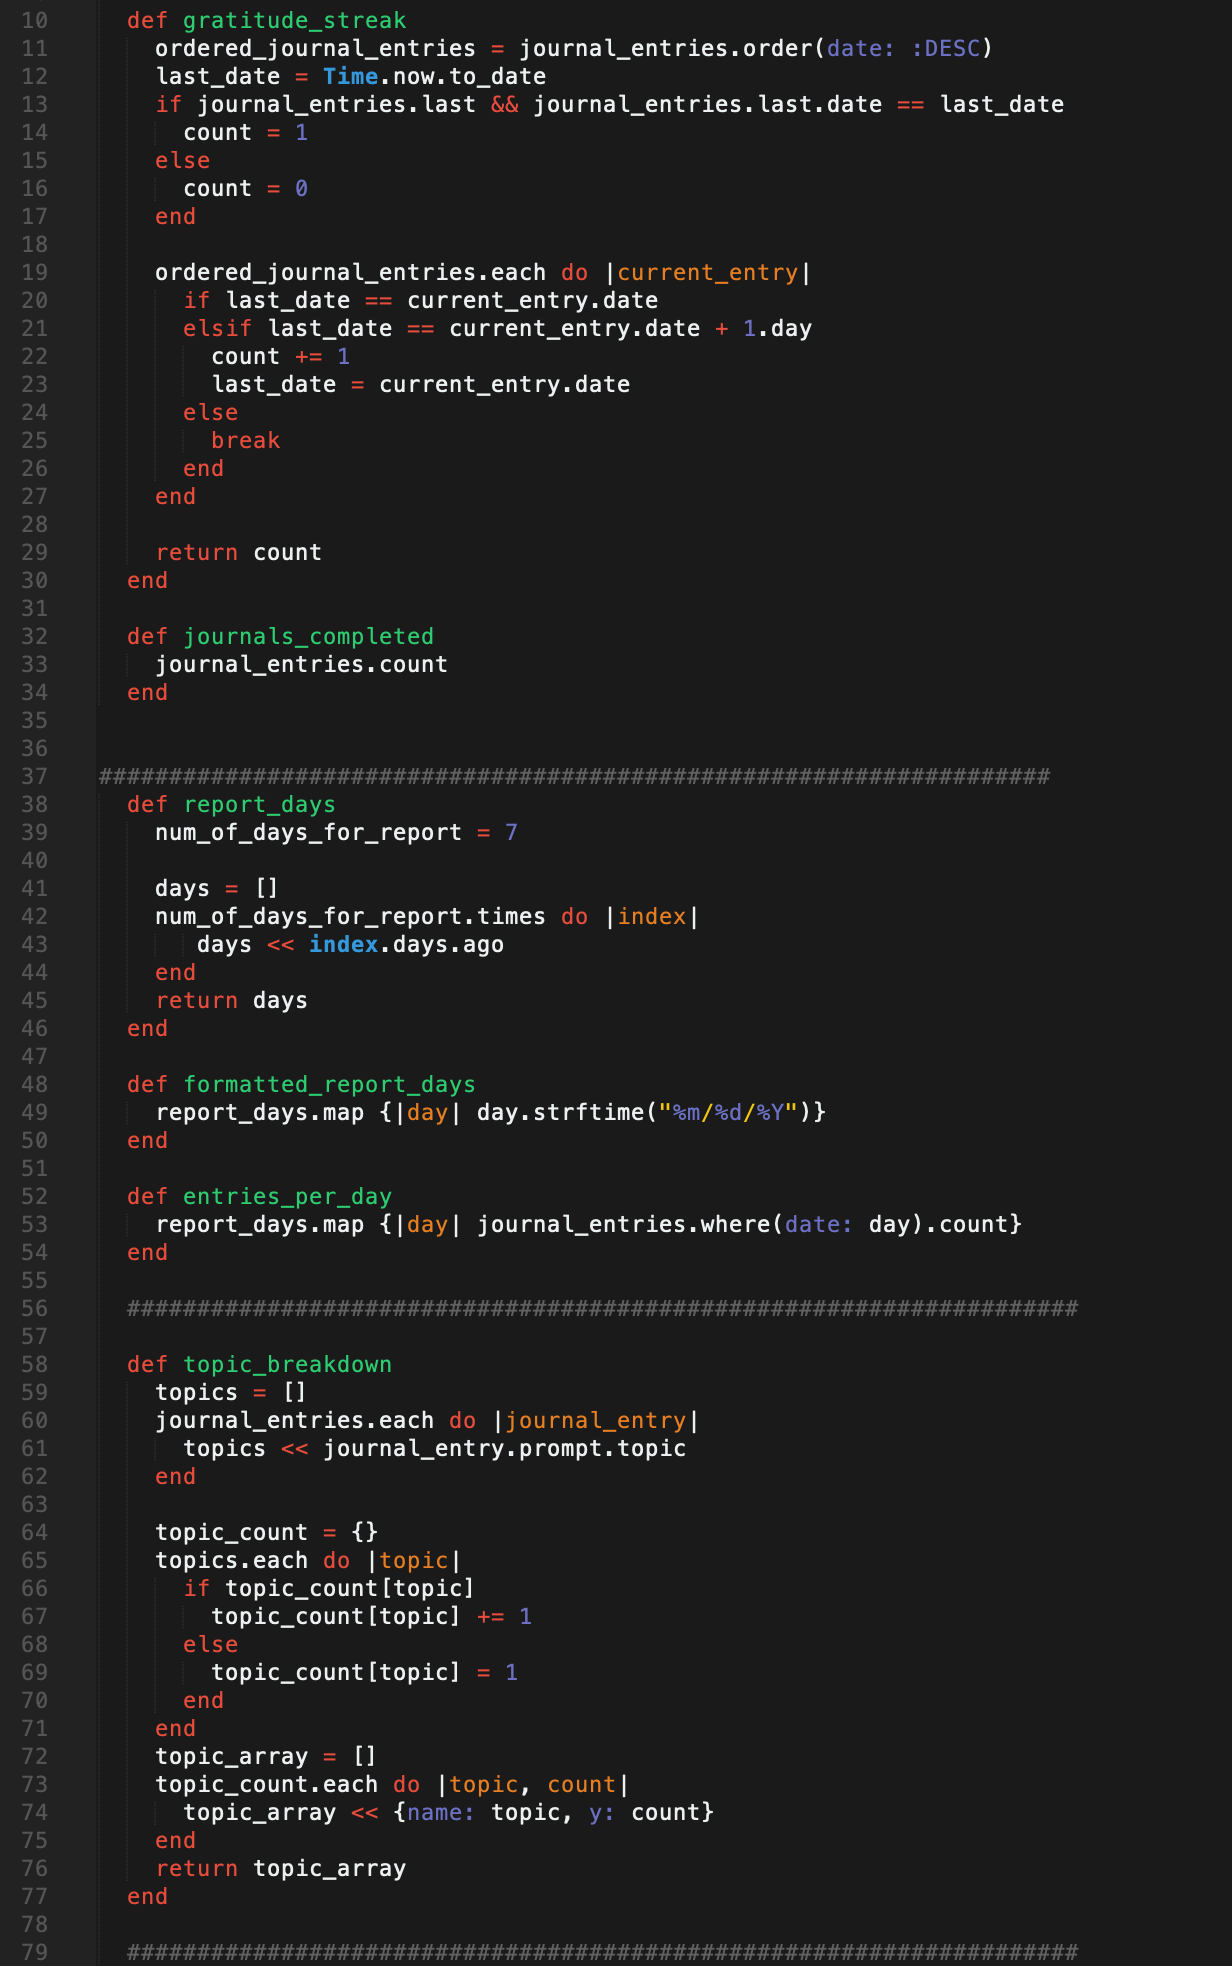 10 def gratitude_streak
11 ordered_journal_entries = journal_entries.order(date: :DESC)
12 last_date = Time.now.to_date
13 if journal_entries.last && journal_entries.last.date == last_date
14 count = 1
15 else
16 count = 0
17 end
18
19 ordered_journal_entries.each do |current_entry|
20 if last_date == current_entry.date
21 elsif last_date == current_entry.date + 1.day
22 count += 1
23 last_date = current_entry.date
24 else
25 break
26 end
27 end
28
29 return count
30 end
31
32 def journals_completed
33 journal_entries.count
34 end
35
36
37 ####################################################################
38 def report_days
39 num_of_days_for_report = 7
40
41 days = []
42 num_of_days_for_report.times do |index|
43 days << index.days.ago
44 end
45 return days
46 end
47
48 def formatted_report_days
49 report_days.map {|day| day.strftime("%m/%d/%Y")}
50 end
51
52 def entries_per_day
53 report_days.map {|day| journal_entries.where(date: day).count}
54 end
55
56 ####################################################################
57
58 def topic_breakdown
59 topics = []
60 journal_entries.each do |journal_entry|
61 topics << journal_entry.prompt.topic
62 end
63
64 topic_count = {}
65 topics.each do |topic|
66 if topic_count[topic]
67 topic_count[topic] += 1
68 else
69 topic_count[topic] = 1
70 end
71 end
72 topic_array = []
73 topic_count.each do |topic, count|
74 topic_array << {name: topic, y: count}
75 end
76 return topic_array
77 end
78
79 ####################################################################